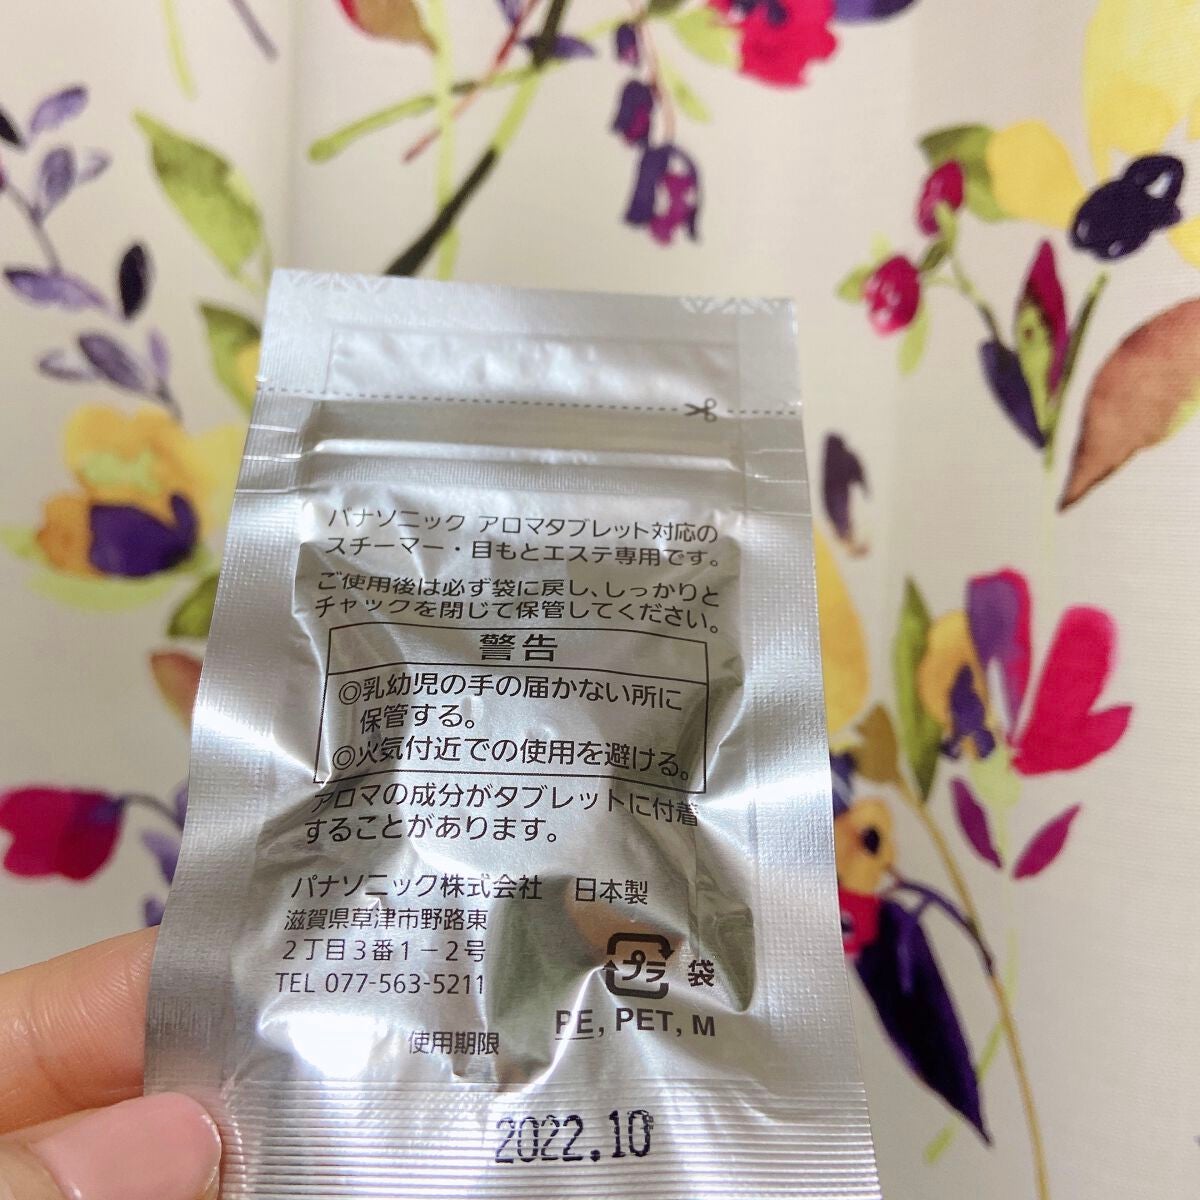 パナソニック アロマタブレット対応の
スチーマー・目もとエステ専用です。
ご使用後は必ず袋に戻し、しっかりと
チャックを閉じて保管してください。
警告
◎乳幼児の手の届かない所に
保管する。
◎火気付近での使用を避ける。
アロマの成分がタブレットに付着
することがあります。
パナソニック株式会社 日本製
滋賀県草津市野路東
2丁目3番1-2号
TEL 077-563-5211
プラ 袋
PE, PET, M
使用期限
2022.10